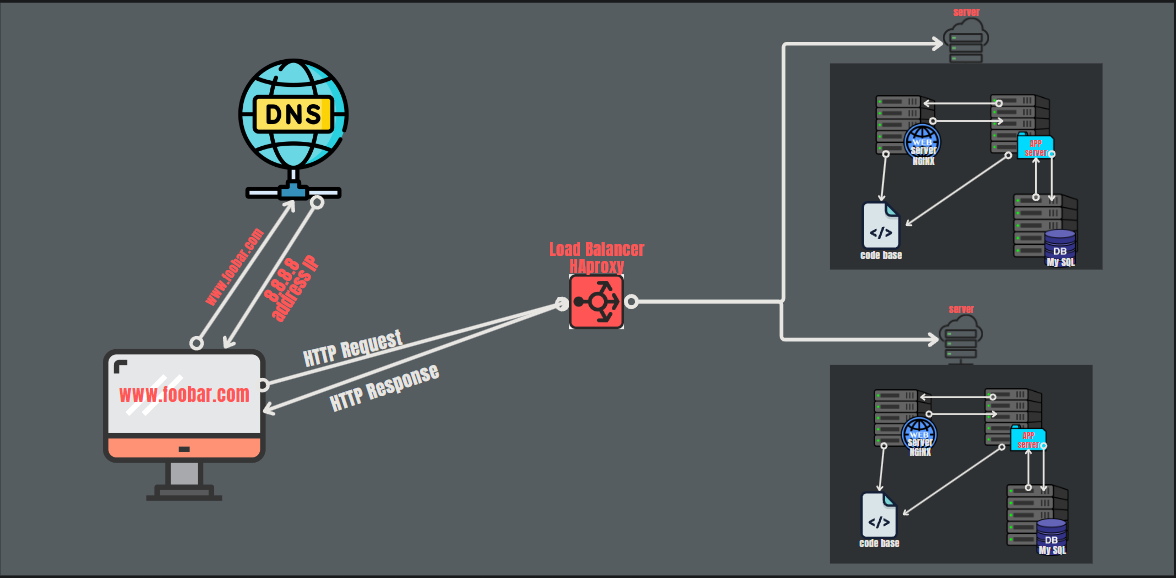 server
DNS
WEB
server
NGINX
APP
server
</>
code base
DB
My SQL
www.foobar.com
8.8.8.8
address IP
Load Balancer
HAproxy
HTTP Request
HTTP Response
www.foobar.com
server
WEB
server
NGINX
APP
server
</>
code base
DB
My SQL